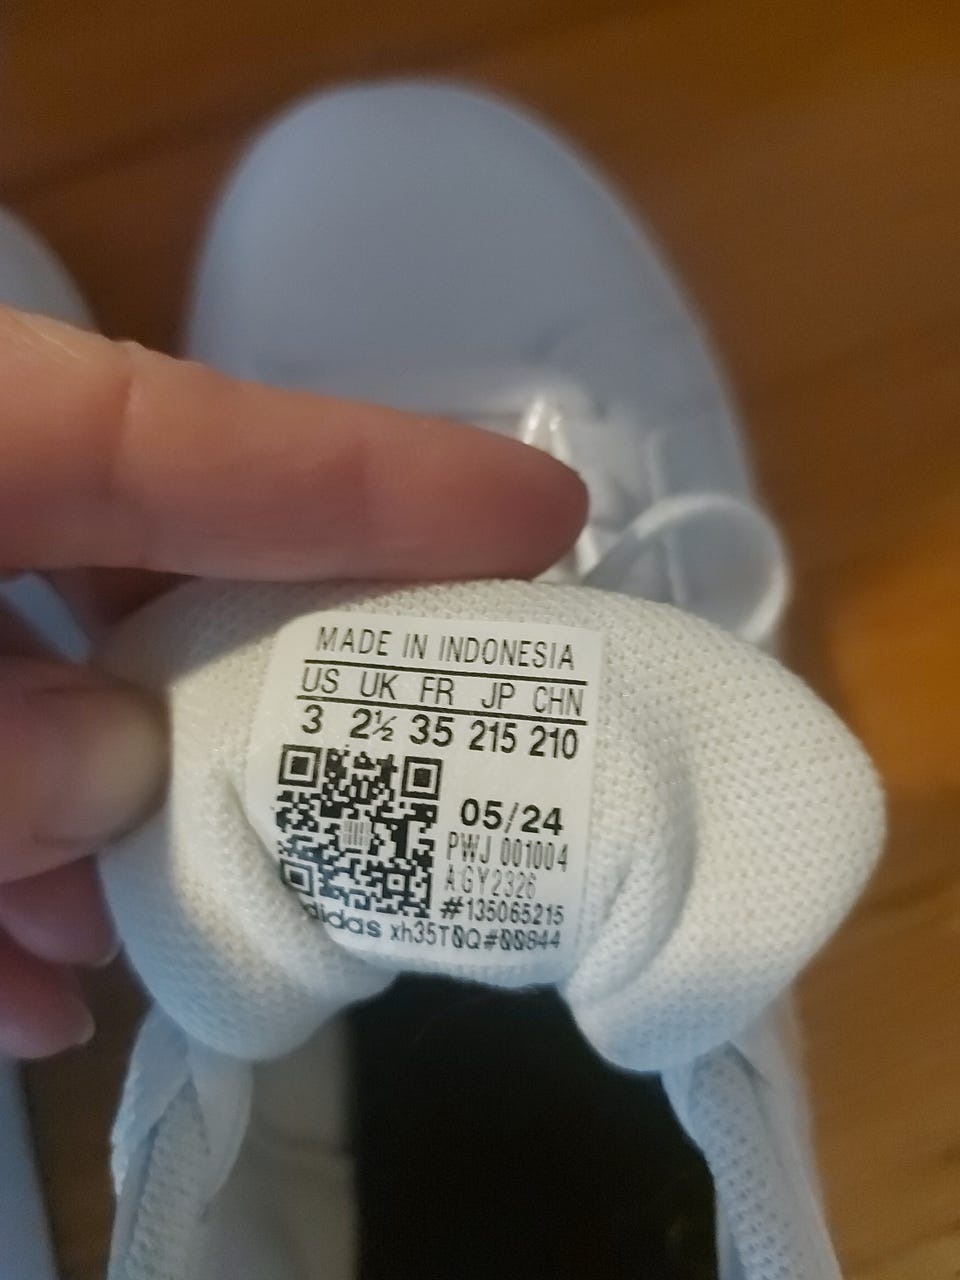 MADE IN INDONESIA
US UK FR JP CHN
3 2½ 35 215 210
05/24
PWJ 001004
AGY2326
#135065215
adidas xh35T0Q#00844